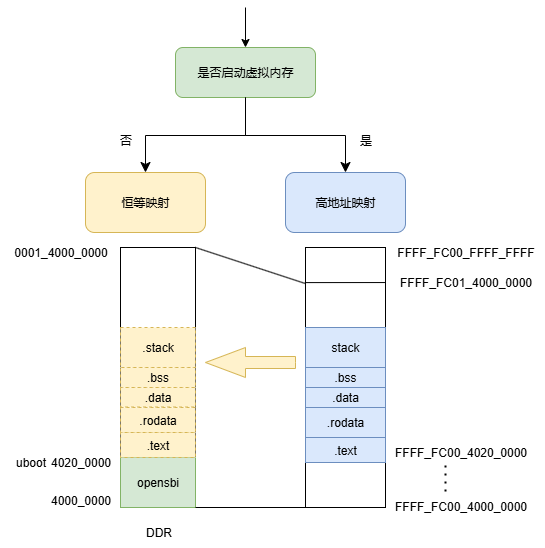 是否启动虚拟内存
否
是
恒等映射
高地址映射
0001_4000_0000
FFFF_FC00_FFFF_FFFF
FFFF_FC01_4000_0000
.stack
stack
.bss
.bss
.data
.data
.rodata
.rodata
.text
.text
uboot 4020_0000
FFFF_FC00_4020_0000
opensbi
4000_0000
FFFF_FC00_4000_0000
DDR